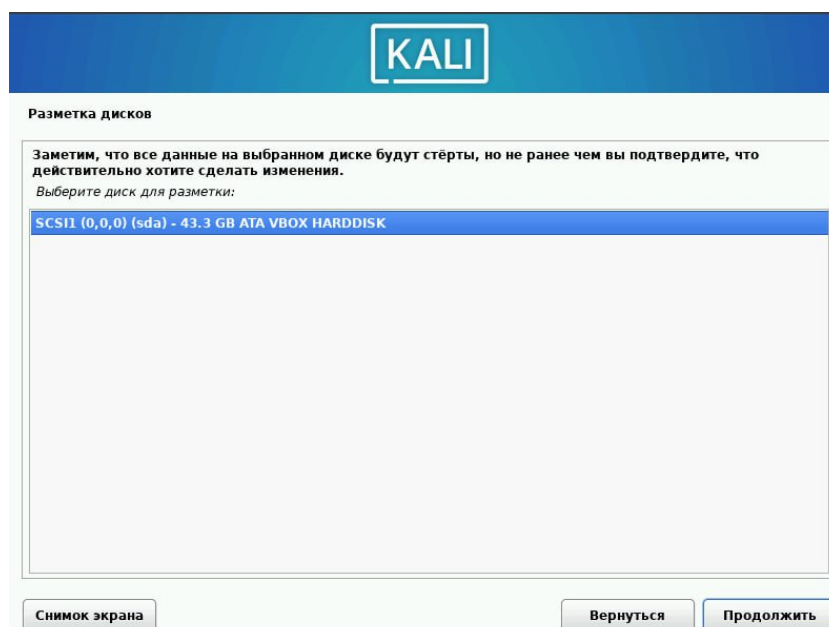 KALI
Разметка дисков
Заметим, что все данные на выбранном диске будут стёрты, но не ранее чем вы подтвердите, что
действительно хотите сделать изменения.
Выберите диск для разметки:
SCSI1 (0,0,0) (sda) - 43.3 GB ATA VBOX HARDDISK
Снимок экрана
Вернуться
Продолжить